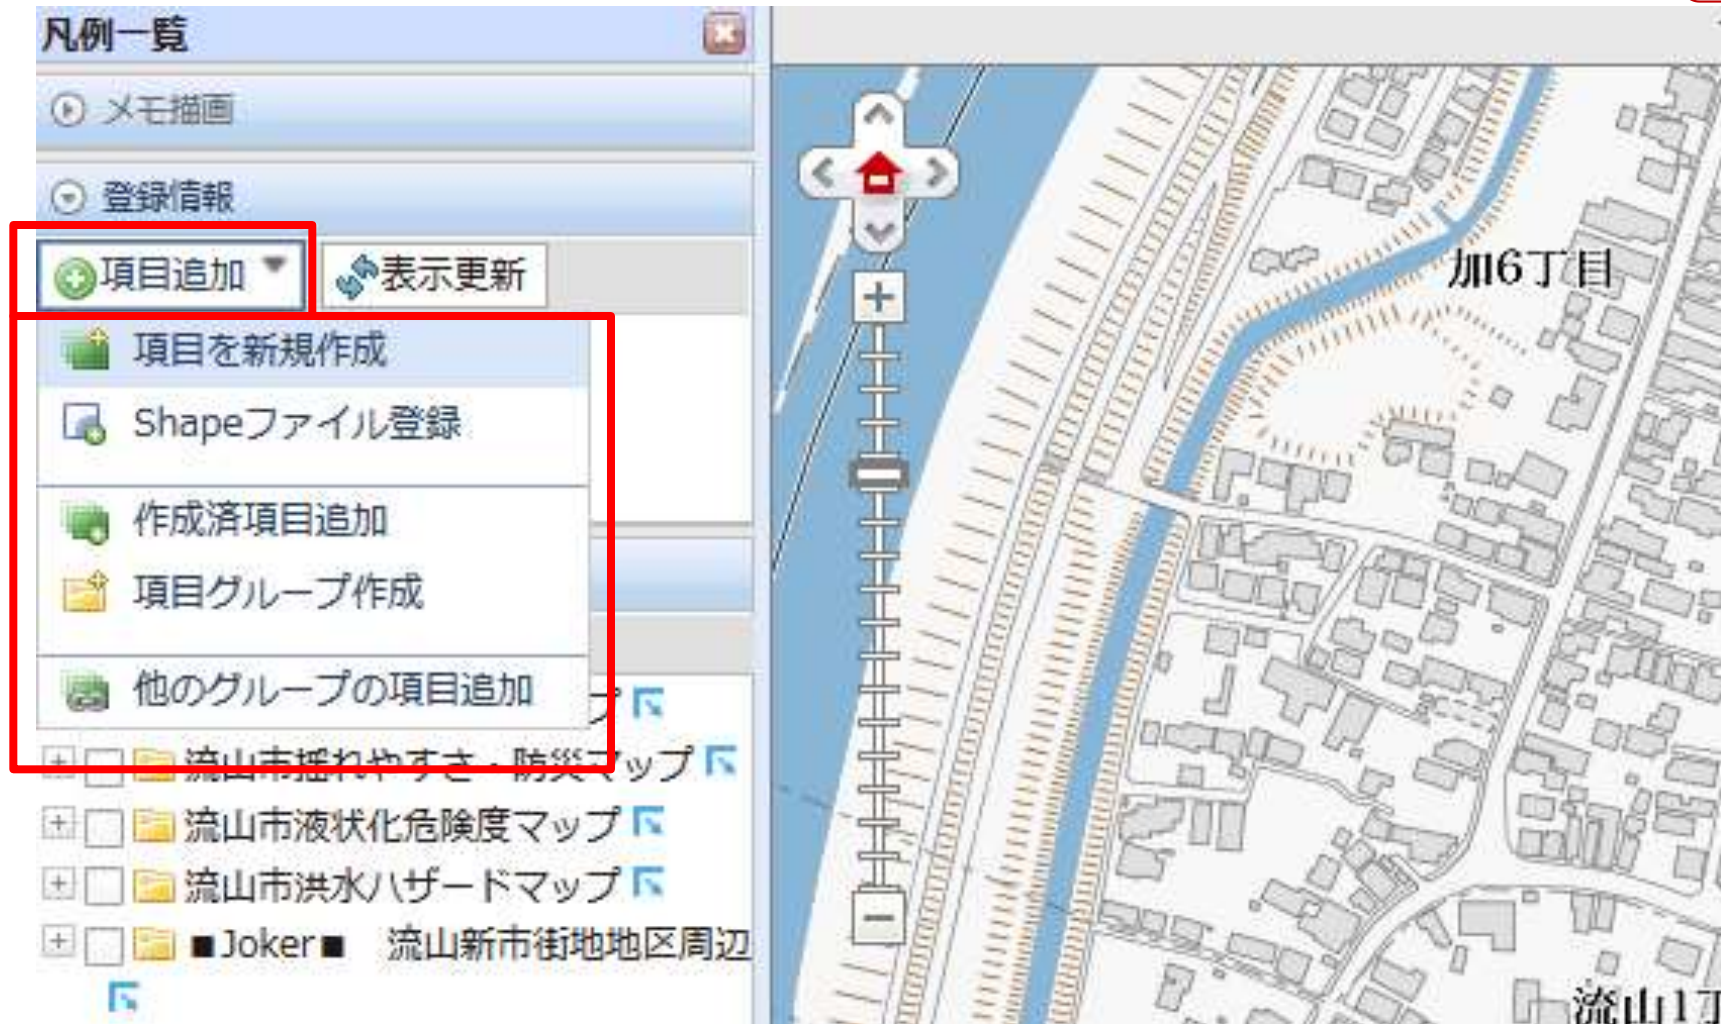 凡例一覧
メモ描画
登録情報
項目追加
表示更新
項目を新規作成
Shapeファイル登録
作成済項目追加
項目グループ作成
他のグループの項目追加
プ
流山市揺れやすさ・防災マップ
流山市液状化危険度マップ
流山市洪水ハザードマップ
■Joker■　流山新市街地地区周辺
加6丁目
流山1丁